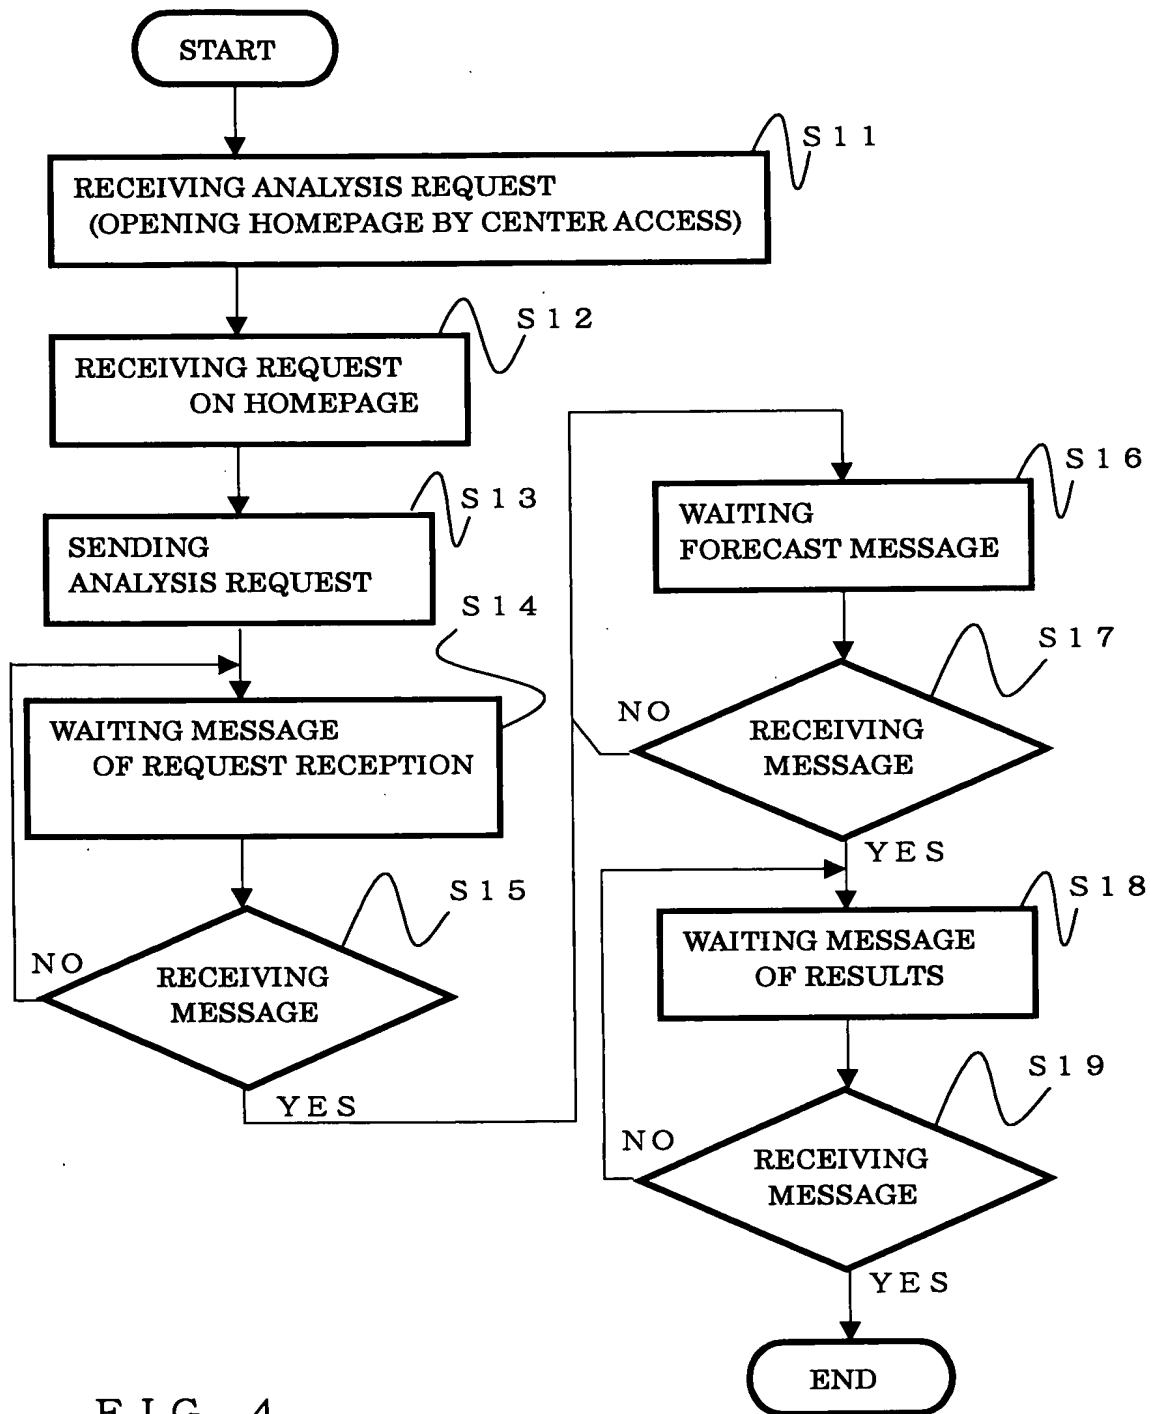 START
S11
RECEIVING ANALYSIS REQUEST
(OPENING HOMEPAGE BY CENTER ACCESS)
S12
RECEIVING REQUEST
ON HOMEPAGE
S13
SENDING
ANALYSIS REQUEST
S14
WAITING MESSAGE
OF REQUEST RECEPTION
S15
NO
RECEIVING
MESSAGE
YES
S16
WAITING
FORECAST MESSAGE
S17
NO
RECEIVING
MESSAGE
YES
S18
WAITING MESSAGE
OF RESULTS
S19
NO
RECEIVING
MESSAGE
YES
END
FIG. 4